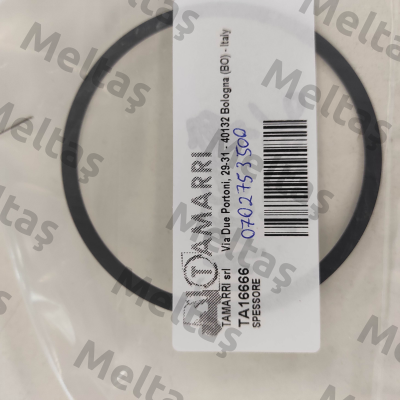 TAMARRI
TAMARRI srl Via Due Portoni, 29-31 - 40132 Bologna (BO) - Italy
TA16666
SPESSORE
0702753500
Meltaş
Meltaş
Meltaş
Meltaş
Meltaş
Meltaş
Meltaş
Meltaş